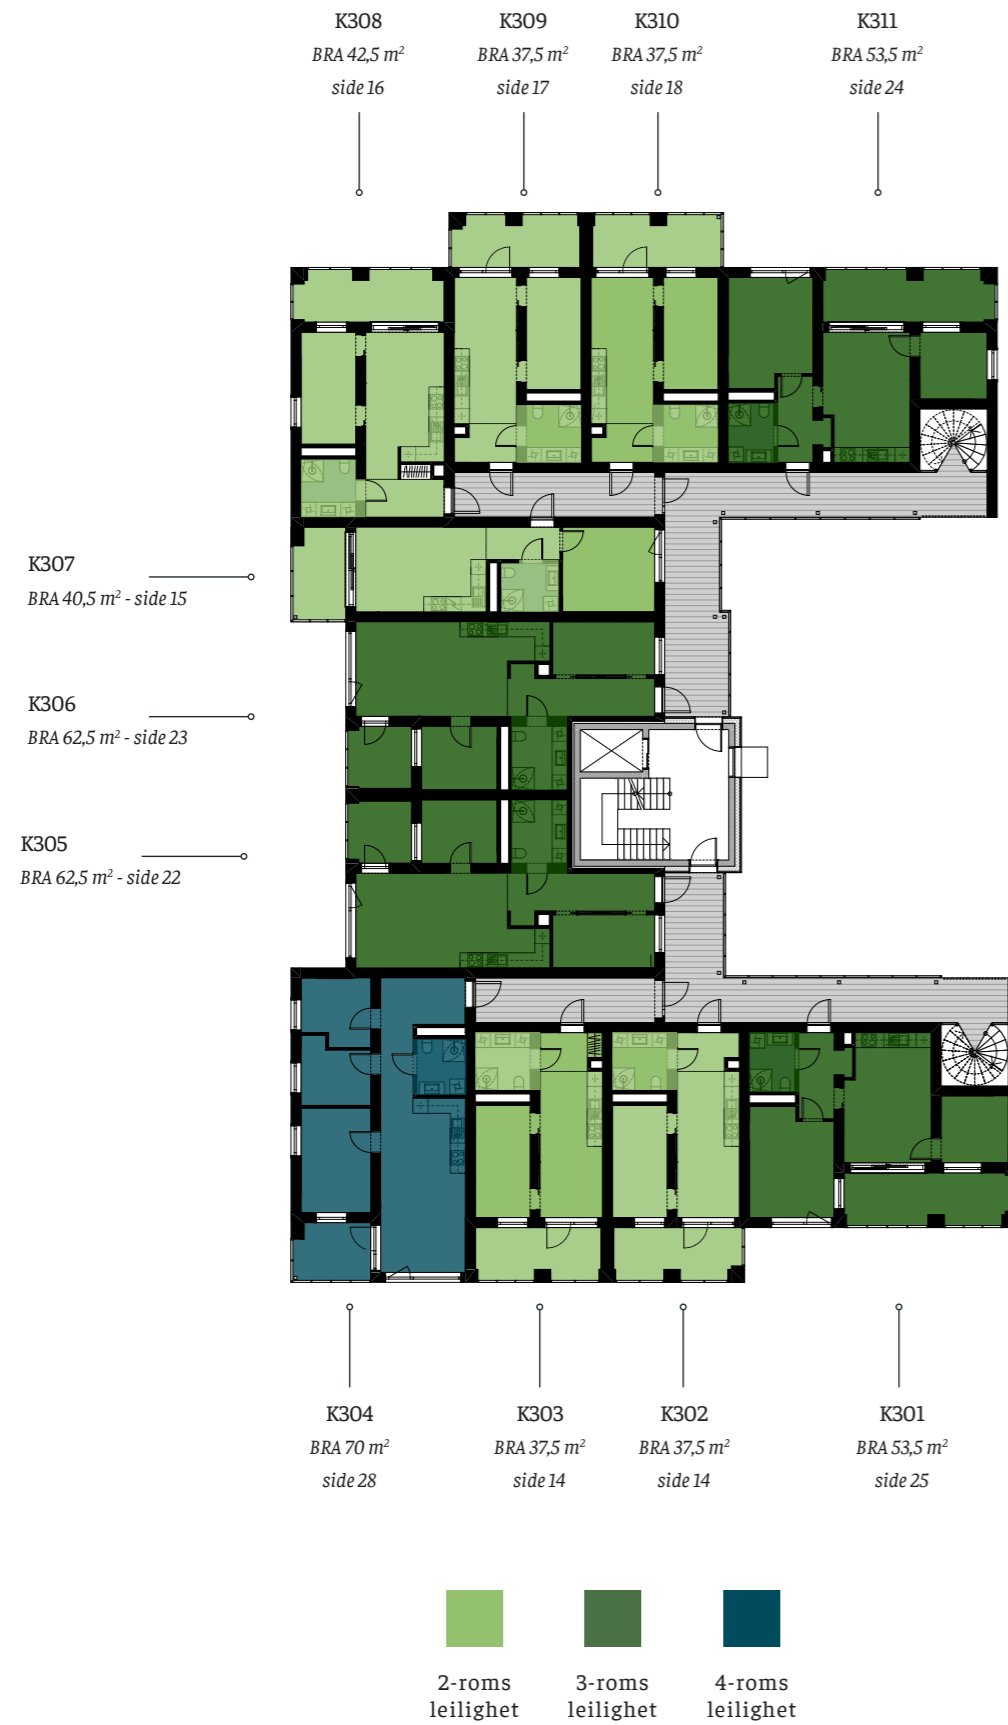 K308
BRA 42,5 m²
side 16
K309
BRA 37,5 m²
side 17
K310
BRA 37,5 m²
side 18
K311
BRA 53,5 m²
side 24
K307
BRA 40,5 m² - side 15
K306
BRA 62,5 m² - side 23
K305
BRA 62,5 m² - side 22
K304
BRA 70 m²
side 28
K303
BRA 37,5 m²
side 14
K302
BRA 37,5 m²
side 14
K301
BRA 53,5 m²
side 25
2-roms
leilighet
3-roms
leilighet
4-roms
leilighet